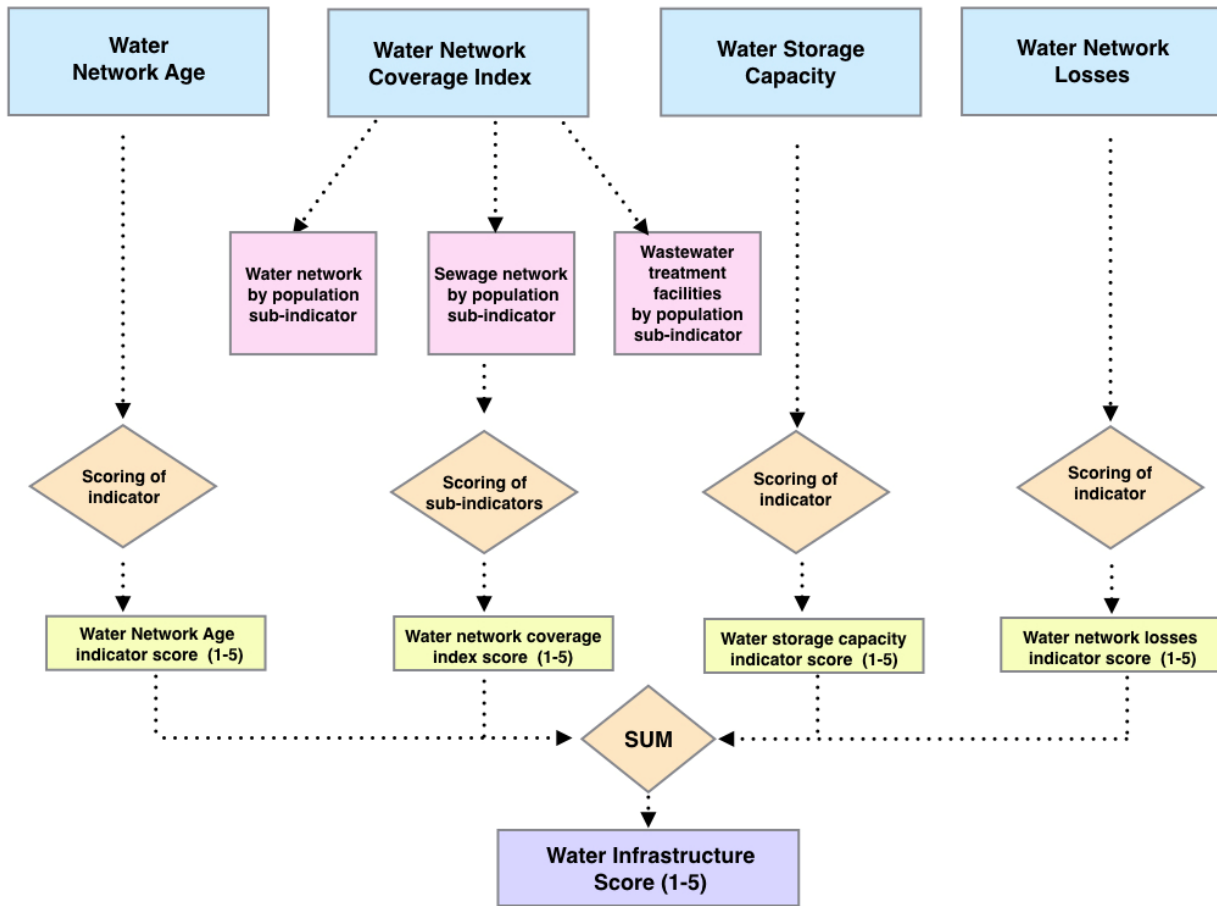 Water
Network Age
Water Network
Coverage Index
Water Storage
Capacity
Water Network
Losses
Water network
by population
sub-indicator
Sewage network
by population
sub-indicator
Wastewater
treatment
facilities
by population
sub-indicator
Scoring of
indicator
Scoring of
sub-indicators
Scoring of
indicator
Scoring of
indicator
Water Network Age
indicator score (1-5)
Water network coverage
index score (1-5)
Water storage capacity
indicator score (1-5)
Water network losses
indicator score (1-5)
SUM
Water Infrastructure
Score (1-5)